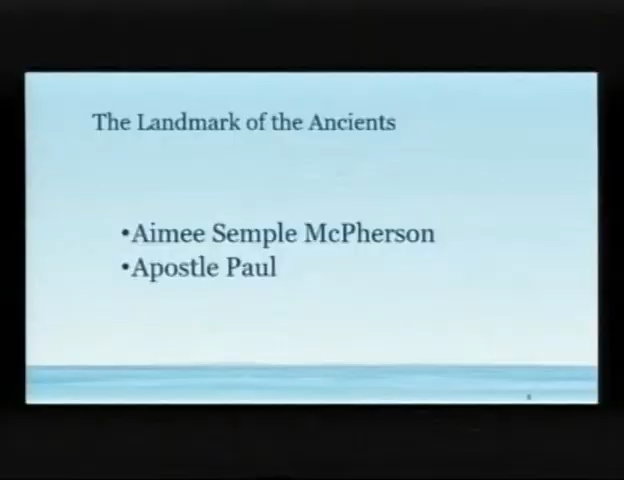 The Landmark of the Ancients
•Aimee Semple McPherson
•Apostle Paul